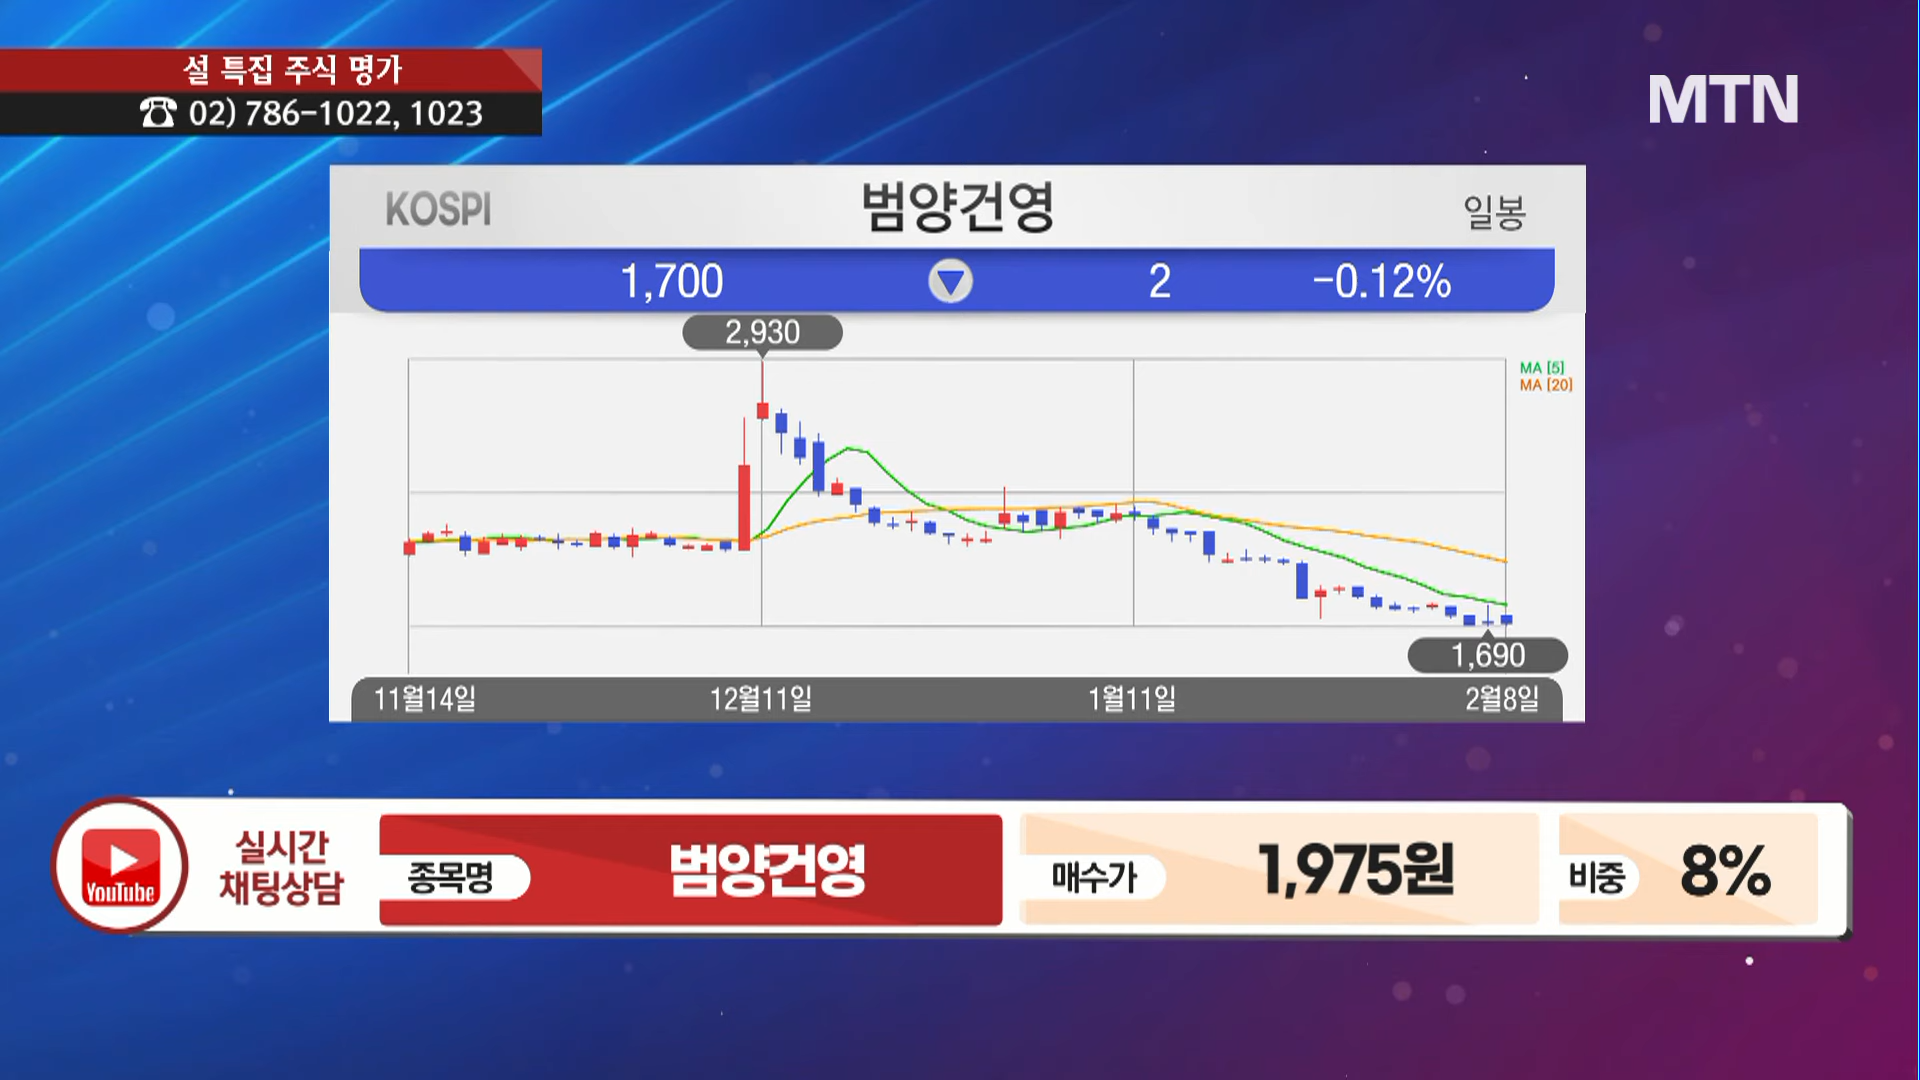 설 특집 주식 명가
☎ 02) 786-1022, 1023
MTN
KOSPI
범양건영
일봉
1,700 ▼ 2 -0.12%
2,930
MA [5]
MA [20]
1,690
11월14일 12월11일 1월11일 2월8일
YouTube
실시간
채팅상담
종목명 범양건영 매수가 1,975원 비중 8%